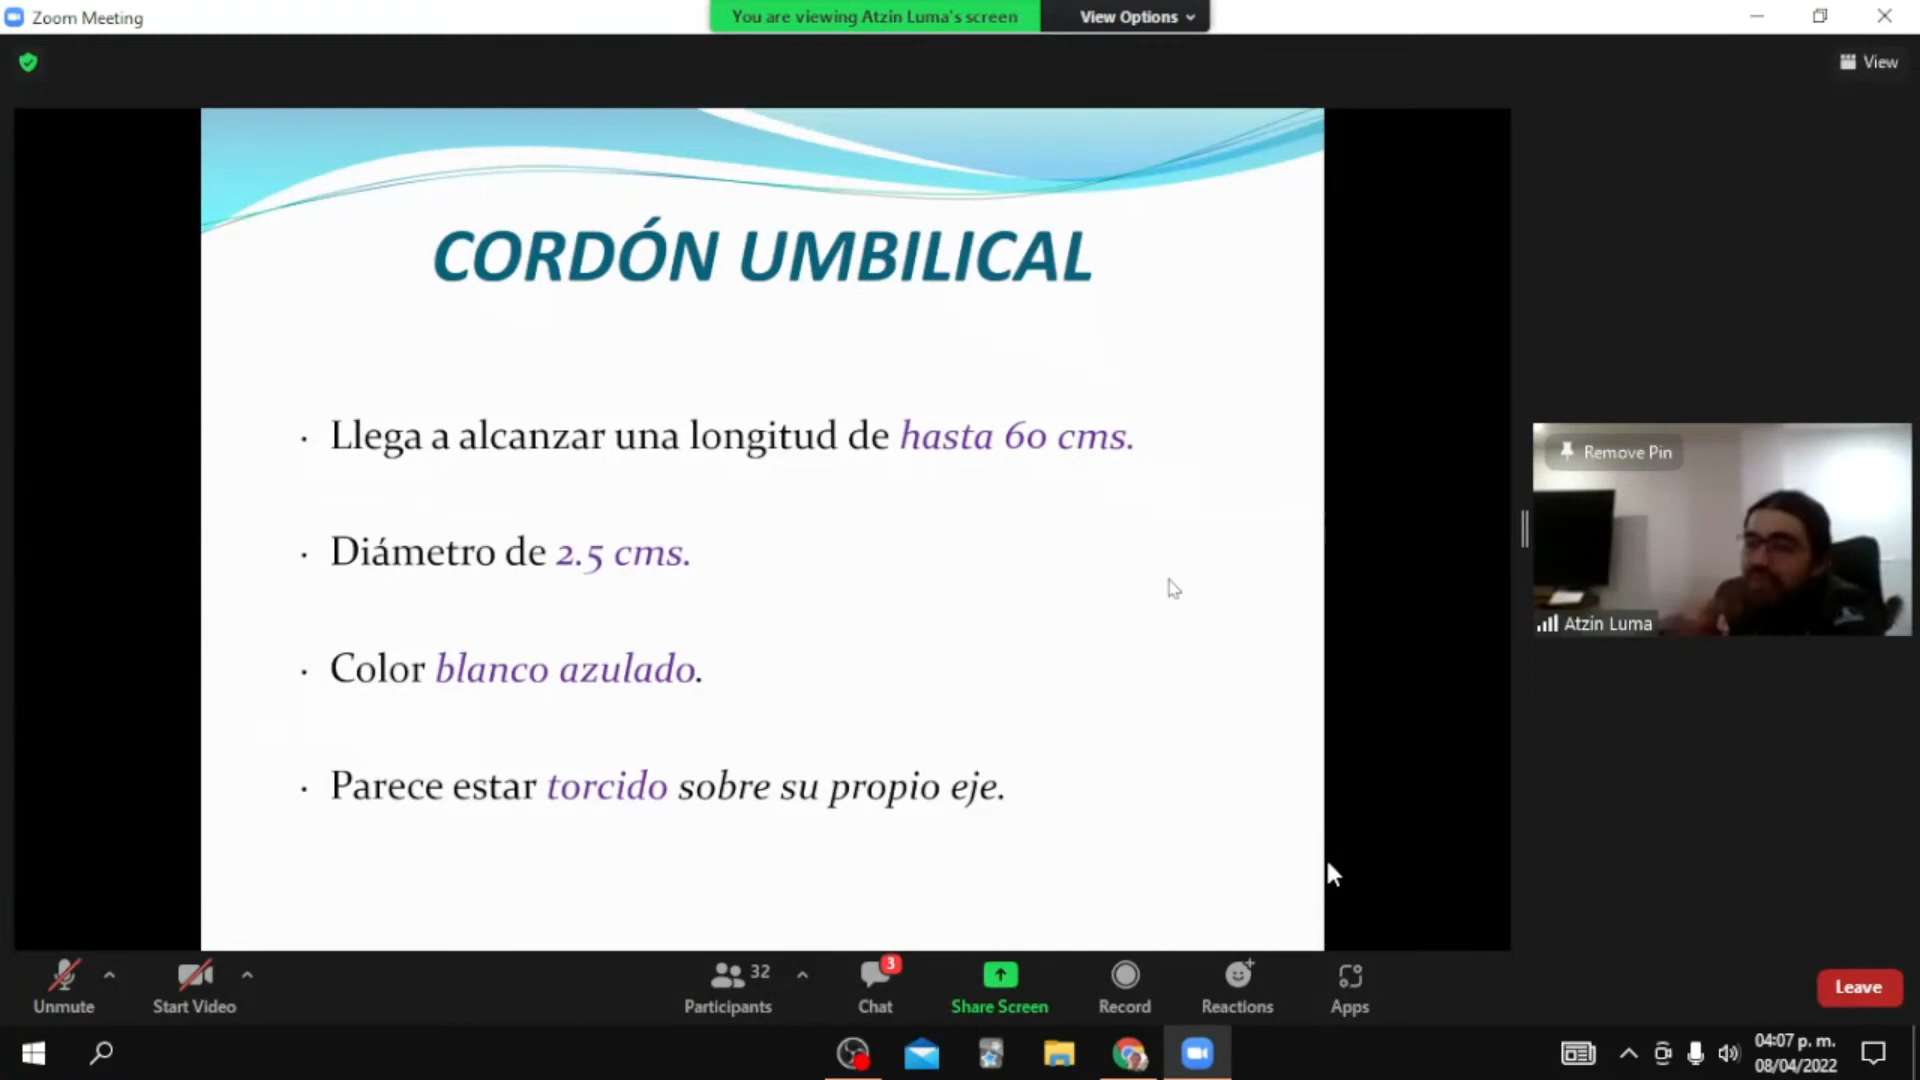 Zoom Meeting
You are viewing Atzin Luma's screen
View Options
View
CORDÓN UMBILICAL
· Llega a alcanzar una longitud de hasta 60 cms.
· Diámetro de 2.5 cms.
· Color blanco azulado.
· Parece estar torcido sobre su propio eje.
Remove Pin
Atzin Luma
Unmute
Start Video
32
Participants
3
Chat
Share Screen
Record
Reactions
Apps
Leave
04:07 p. m.
08/04/2022